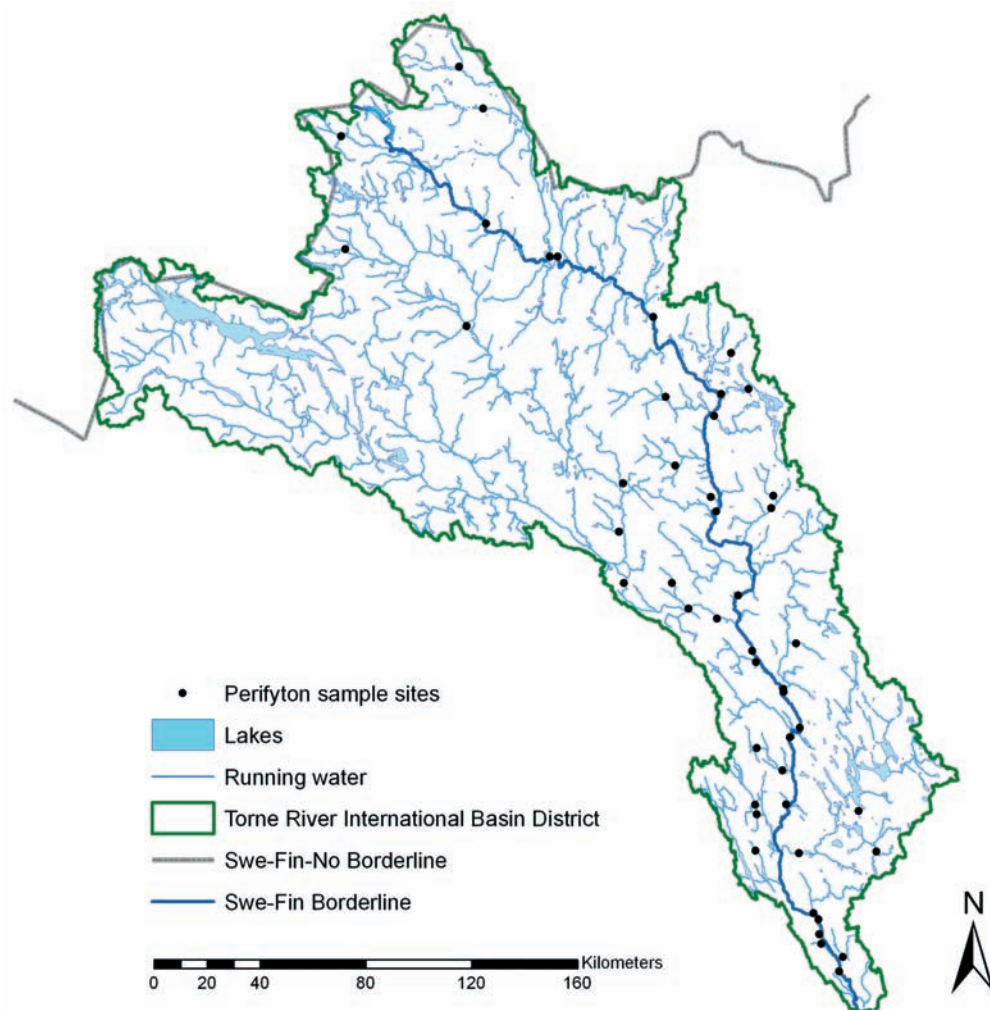 Perifyton sample sites
Lakes
Running water
Torne River International Basin District
Swe-Fin-No Borderline
Swe-Fin Borderline
N
Kilometers
0 20 40 80 120 160